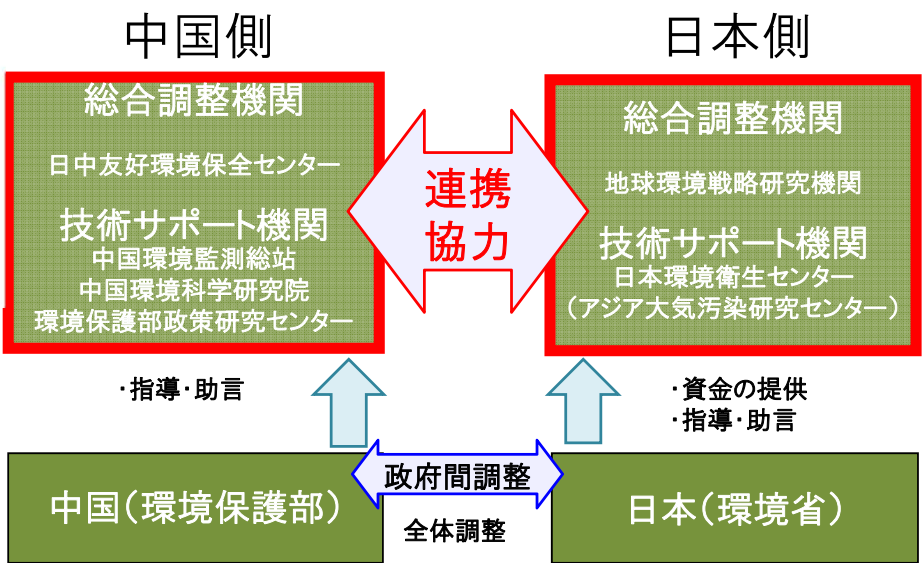 中国側
総合調整機関
日中友好環境保全センター
技術サポート機関
中国環境監測総站
中国環境科学研究院
環境保護部政策研究センター
連携
協力
日本側
総合調整機関
地球環境戦略研究機関
技術サポート機関
日本環境衛生センター
（アジア大気汚染研究センター）
・指導・助言
・資金の提供
・指導・助言
中国（環境保護部）
政府間調整
全体調整
日本（環境省）